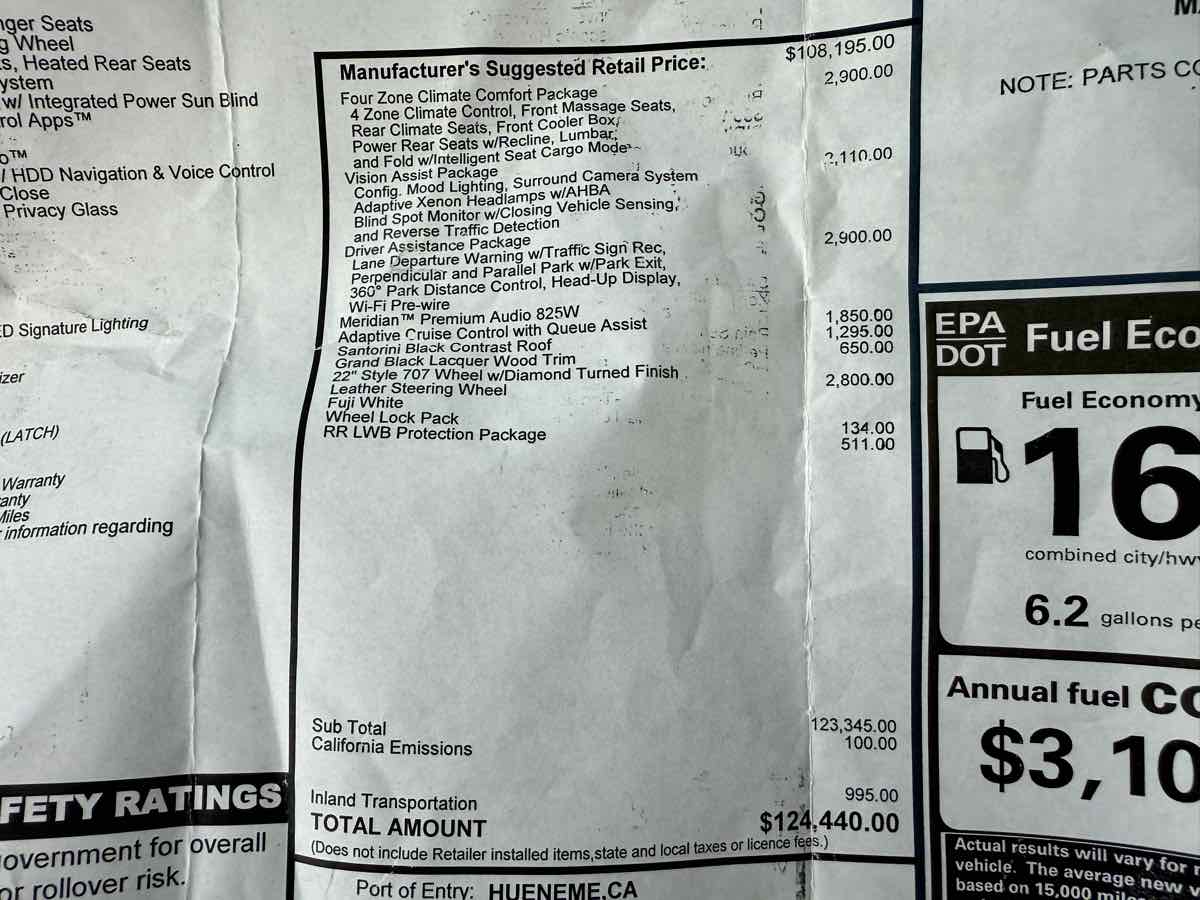 nger Seats
g Wheel
s, Heated Rear Seats
ystem
w/ Integrated Power Sun Blind
rol Apps™
o™
/ HDD Navigation & Voice Control
Close
Privacy Glass
ED Signature Lighting
izer
(LATCH)
Warranty
ranty
Miles
r information regarding
FETY RATINGS
overnment for overall
or rollover risk.
Manufacturer's Suggested Retail Price: $108,195.00
Four Zone Climate Comfort Package 2,900.00
4 Zone Climate Control, Front Massage Seats,
Rear Climate Seats, Front Cooler Box,
Power Rear Seats w/Recline, Lumbar,
and Fold w/Intelligent Seat Cargo Mode
Vision Assist Package 2,110.00
Config. Mood Lighting, Surround Camera System
Adaptive Xenon Headlamps w/AHBA
Blind Spot Monitor w/Closing Vehicle Sensing,
and Reverse Traffic Detection
Driver Assistance Package 2,900.00
Lane Departure Warning w/Traffic Sign Rec,
Perpendicular and Parallel Park w/Park Exit,
360° Park Distance Control, Head-Up Display,
Wi-Fi Pre-wire
Meridian™ Premium Audio 825W 1,850.00
Adaptive Cruise Control with Queue Assist 1,295.00
Santorini Black Contrast Roof 650.00
Grand Black Lacquer Wood Trim
22" Style 707 Wheel w/Diamond Turned Finish 2,800.00
Leather Steering Wheel
Fuji White
Wheel Lock Pack 134.00
RR LWB Protection Package 511.00
Sub Total 123,345.00
California Emissions 100.00
Inland Transportation 995.00
TOTAL AMOUNT $124,440.00
(Does not include Retailer installed items,state and local taxes or licence fees.)
Port of Entry: HUENEME,CA
M
NOTE: PARTS CO
EPA
DOT
Fuel Eco
Fuel Economy
16
combined city/hw
6.2 gallons pe
Annual fuel CO
$3,10
Actual results will vary for
vehicle. The average new v
based on 15,000 mile